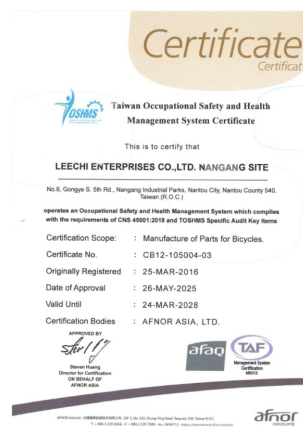 Certificate
Certificat
TOSHMS
Taiwan Occupational Safety and Health
Management System Certificate
This is to certify that
LEECHI ENTERPRISES CO.,LTD. NANGANG SITE
No.8, Gongye S. 5th Rd., Nangang Industrial Parks, Nantou City, Nantou County 540,
Taiwan (R.O.C.)
operates an Occupational Safety and Health Management System which complies
with the requirements of CNS 45001:2018 and TOSHMS Specific Audit Key Items
Certification Scope: : Manufacture of Parts for Bicycles.
Certificate No. : CB12-105004-03
Originally Registered : 25-MAR-2016
Date of Approval : 26-MAY-2025
Valid Until : 24-MAR-2028
Certification Bodies : AFNOR ASIA, LTD.
APPROVED BY
Steven Huang
Director for Certification
ON BEHALF OF
AFNOR ASIA
afaq
TAF
Management System
Certification
afnor
GROUPE